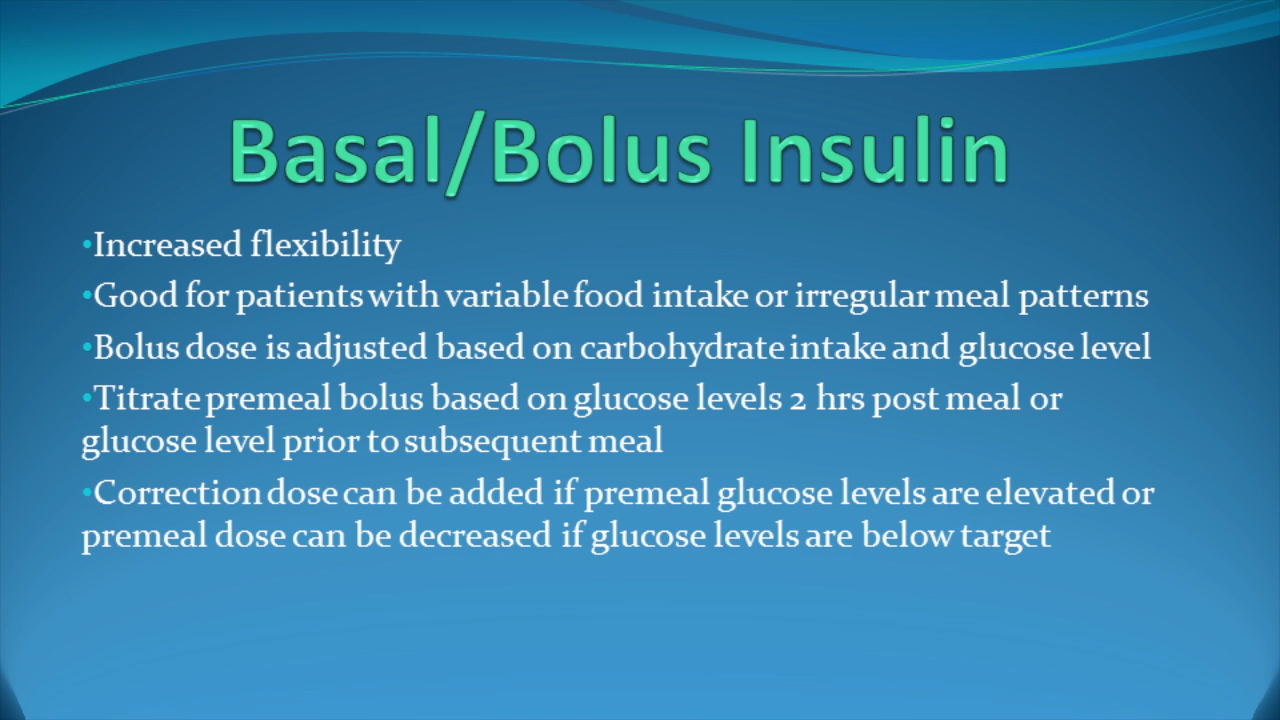 Basal/Bolus Insulin
•Increased flexibility
•Good for patients with variable food intake or irregular meal patterns
•Bolus dose is adjusted based on carbohydrate intake and glucose level
•Titrate premeal bolus based on glucose levels 2 hrs post meal or
glucose level prior to subsequent meal
•Correction dose can be added if premeal glucose levels are elevated or
premeal dose can be decreased if glucose levels are below target